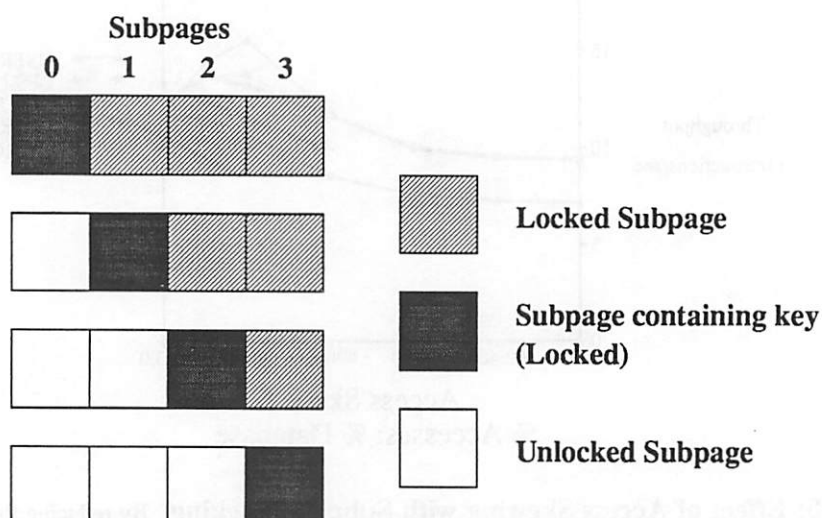 Subpages
0 1 2 3
Locked Subpage
Subpage containing key
(Locked)
Unlocked Subpage